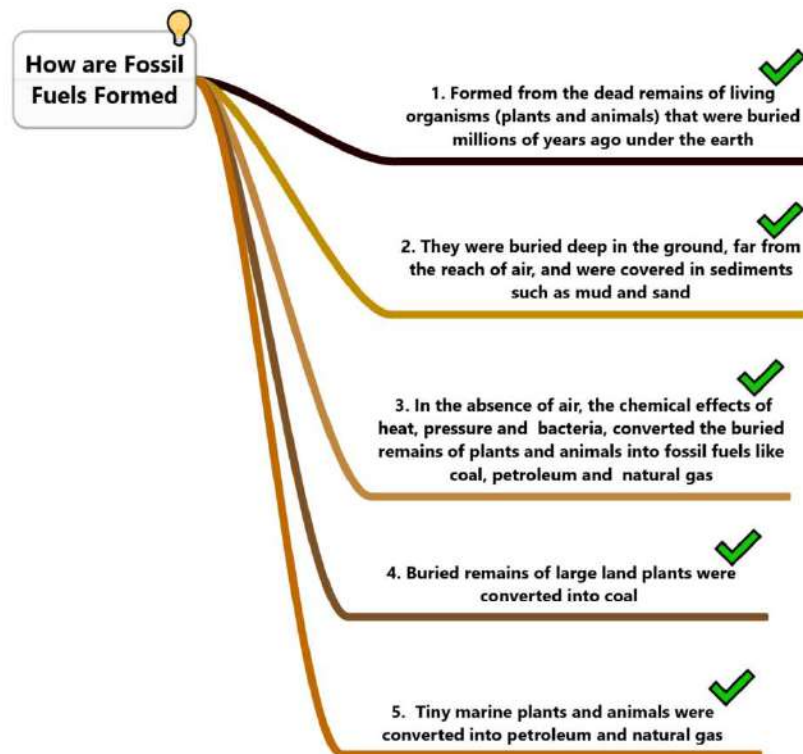 How are Fossil
Fuels Formed
1. Formed from the dead remains of living
organisms (plants and animals) that were buried
millions of years ago under the earth
2. They were buried deep in the ground, far from
the reach of air, and were covered in sediments
such as mud and sand
3. In the absence of air, the chemical effects of
heat, pressure and bacteria, converted the buried
remains of plants and animals into fossil fuels like
coal, petroleum and natural gas
4. Buried remains of large land plants were
converted into coal
5. Tiny marine plants and animals were
converted into petroleum and natural gas